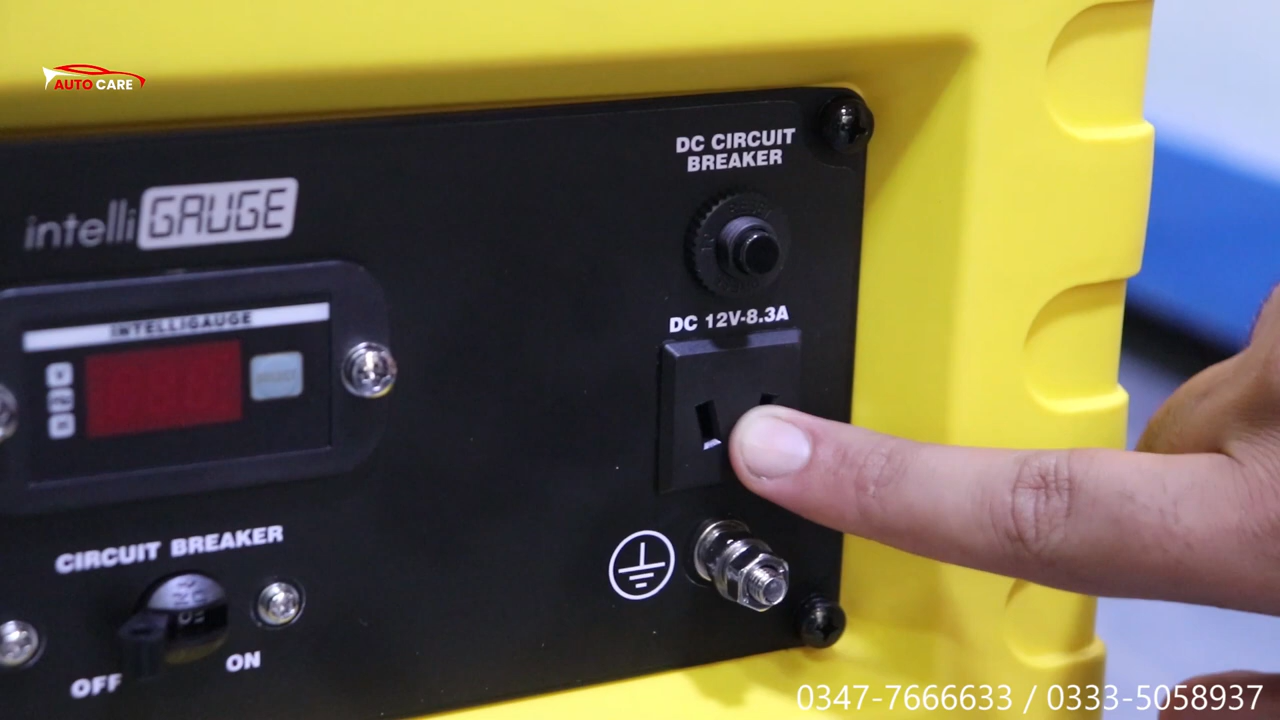 AUTO CARE
intelliGAUGE
INTELLIGAUGE
DC CIRCUIT
BREAKER
DC 12V-8.3A
CIRCUIT BREAKER
OFF
ON
0347-7666633 / 0333-5058937